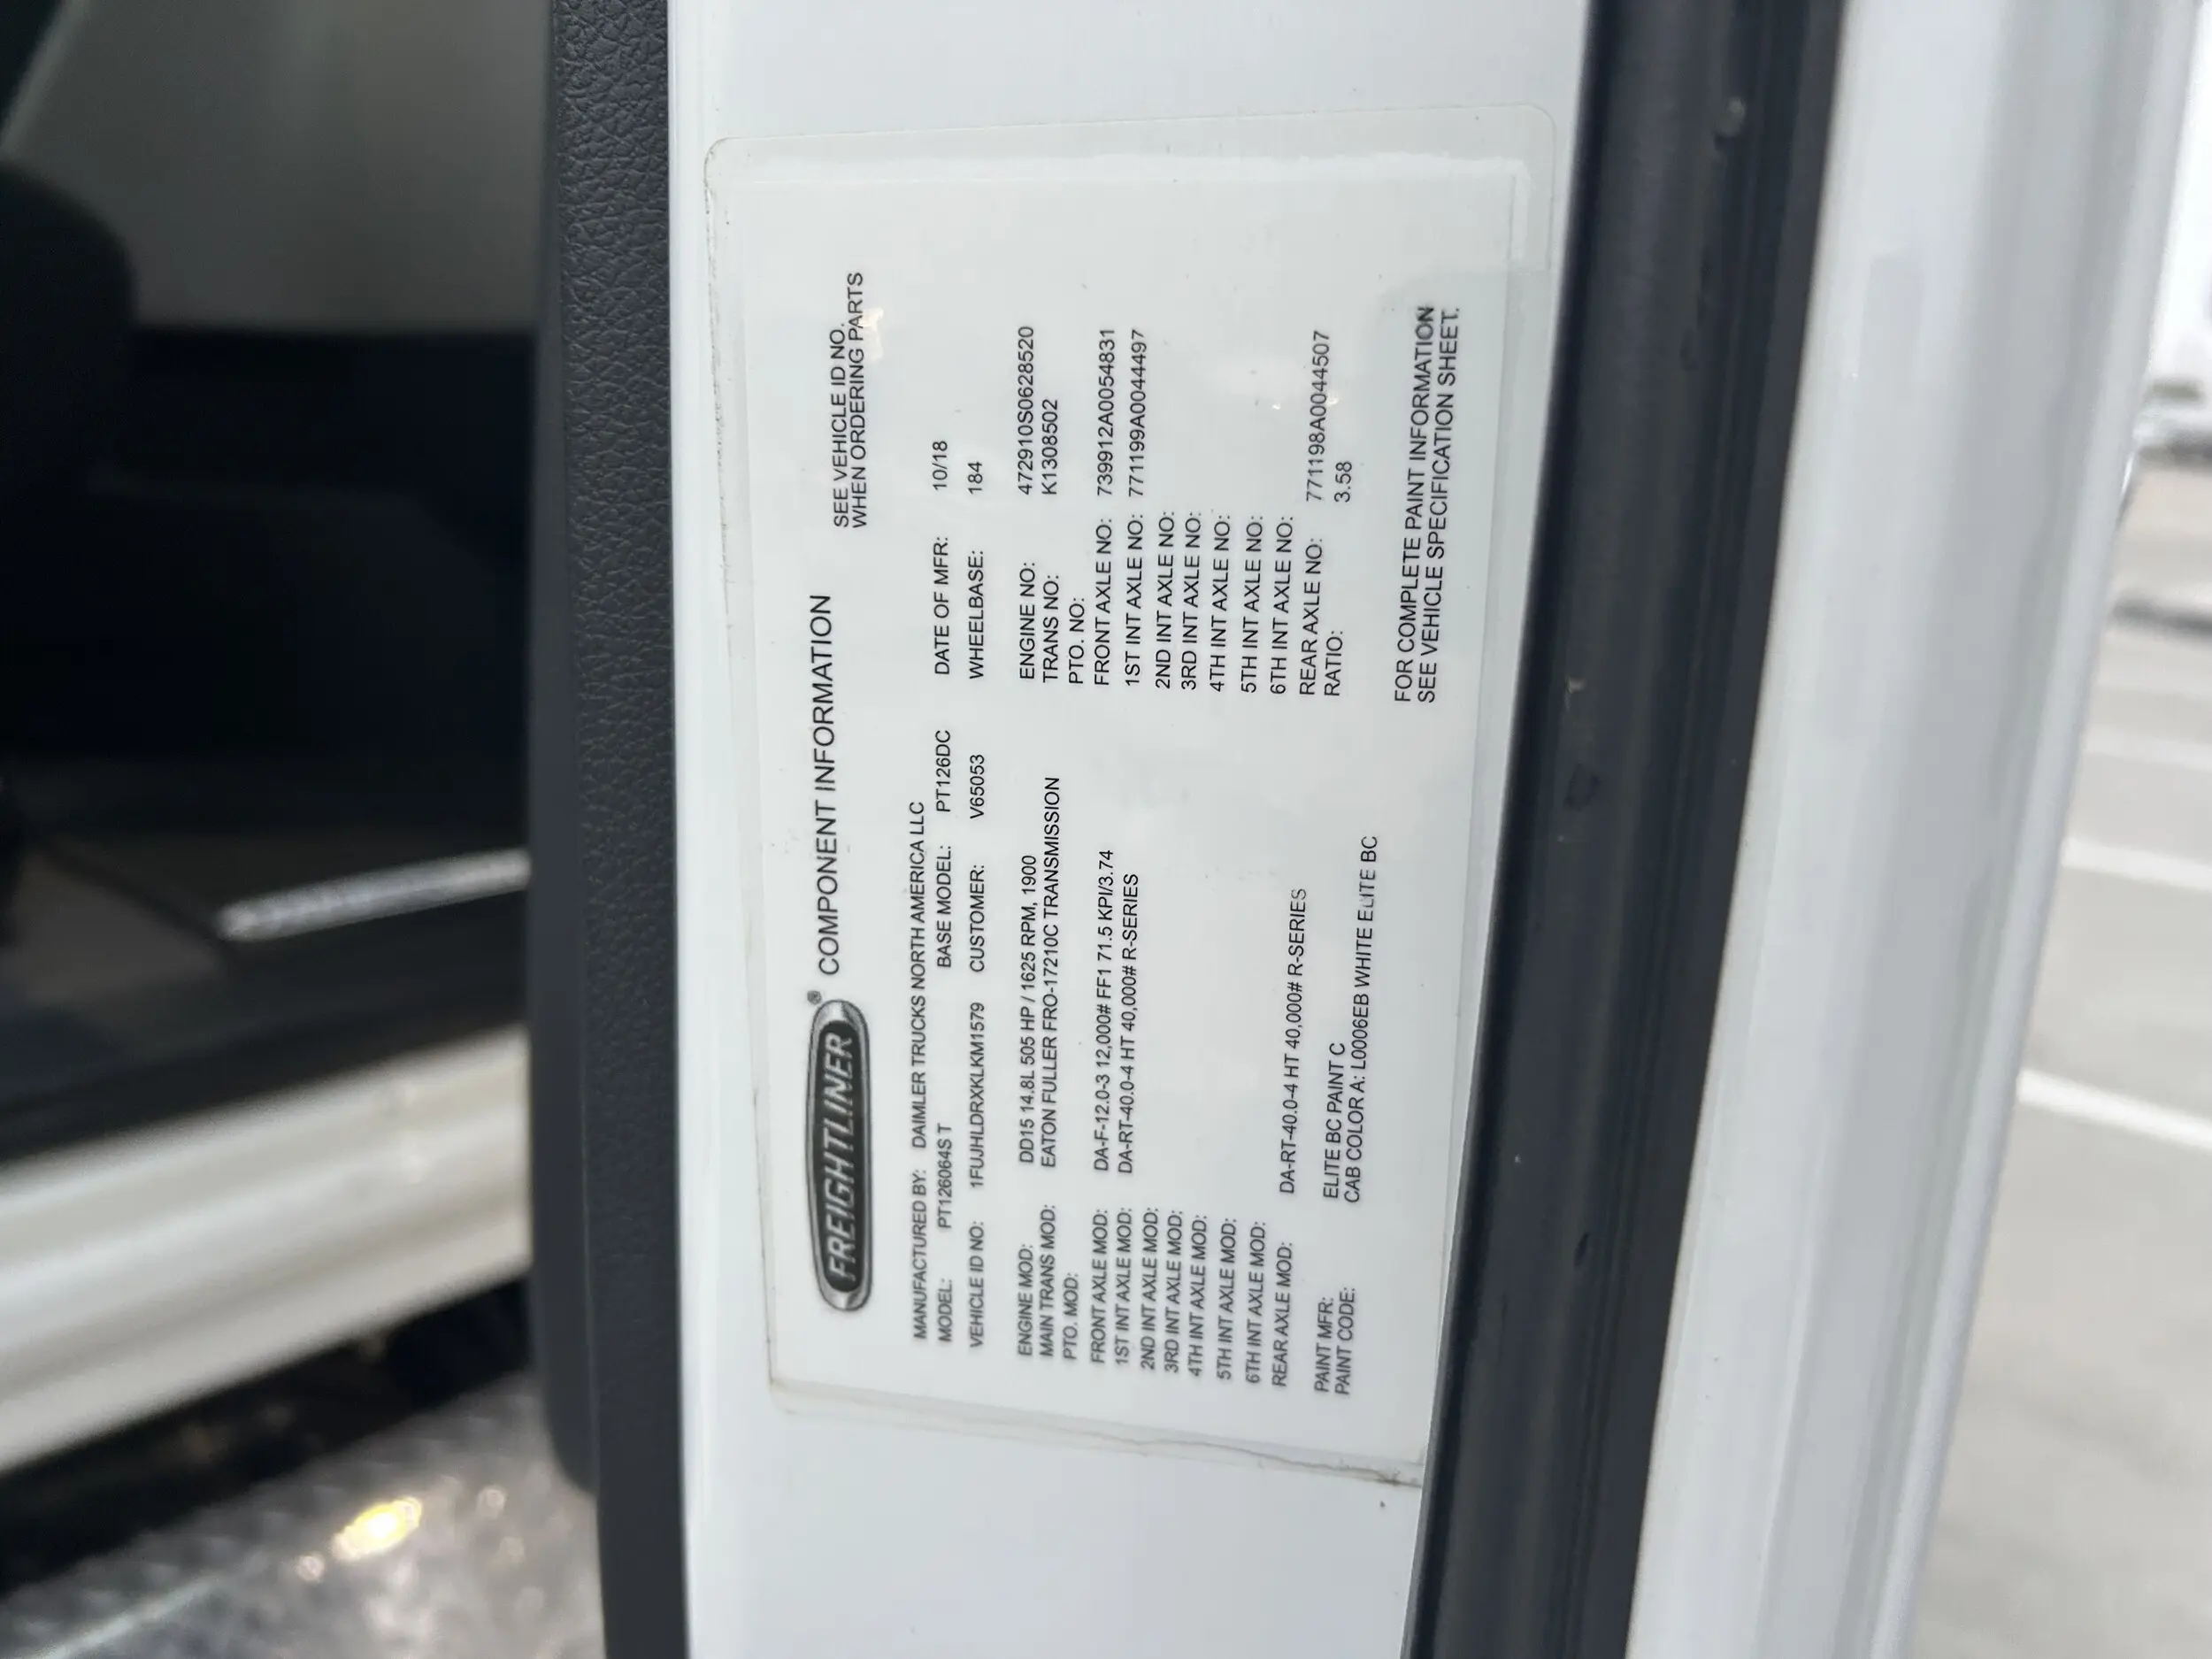 FREIGHTLINER® COMPONENT INFORMATION
SEE VEHICLE ID NO.
WHEN ORDERING PARTS
MANUFACTURED BY: DAIMLER TRUCKS NORTH AMERICA LLC
MODEL: PT126064S T BASE MODEL: PT126DC DATE OF MFR: 10/18
VEHICLE ID NO: 1FUJHLDRXKLKM1579 CUSTOMER: V65053 WHEELBASE: 184
ENGINE MOD: DD15 14.8L 505 HP / 1625 RPM, 1900 ENGINE NO: 472910S0628520
MAIN TRANS MOD: EATON FULLER FRO-17210C TRANSMISSION TRANS NO: K1308502
PTO. MOD: PTO. NO:
FRONT AXLE MOD: DA-F-12.0-3 12,000# FF1 71.5 KPI/3.74 FRONT AXLE NO: 739912A0054831
1ST INT AXLE MOD: DA-RT-40.0-4 HT 40,000# R-SERIES 1ST INT AXLE NO: 771199A0044497
2ND INT AXLE MOD: 2ND INT AXLE NO:
3RD INT AXLE MOD: 3RD INT AXLE NO:
4TH INT AXLE MOD: 4TH INT AXLE NO:
5TH INT AXLE MOD: 5TH INT AXLE NO:
6TH INT AXLE MOD: 6TH INT AXLE NO:
REAR AXLE MOD: DA-RT-40.0-4 HT 40,000# R-SERIES REAR AXLE NO: 771198A0044507
RATIO: 3.58
PAINT MFR: ELITE BC PAINT C
PAINT CODE: CAB COLOR A: L0006EB WHITE ELITE BC
FOR COMPLETE PAINT INFORMATION
SEE VEHICLE SPECIFICATION SHEET.